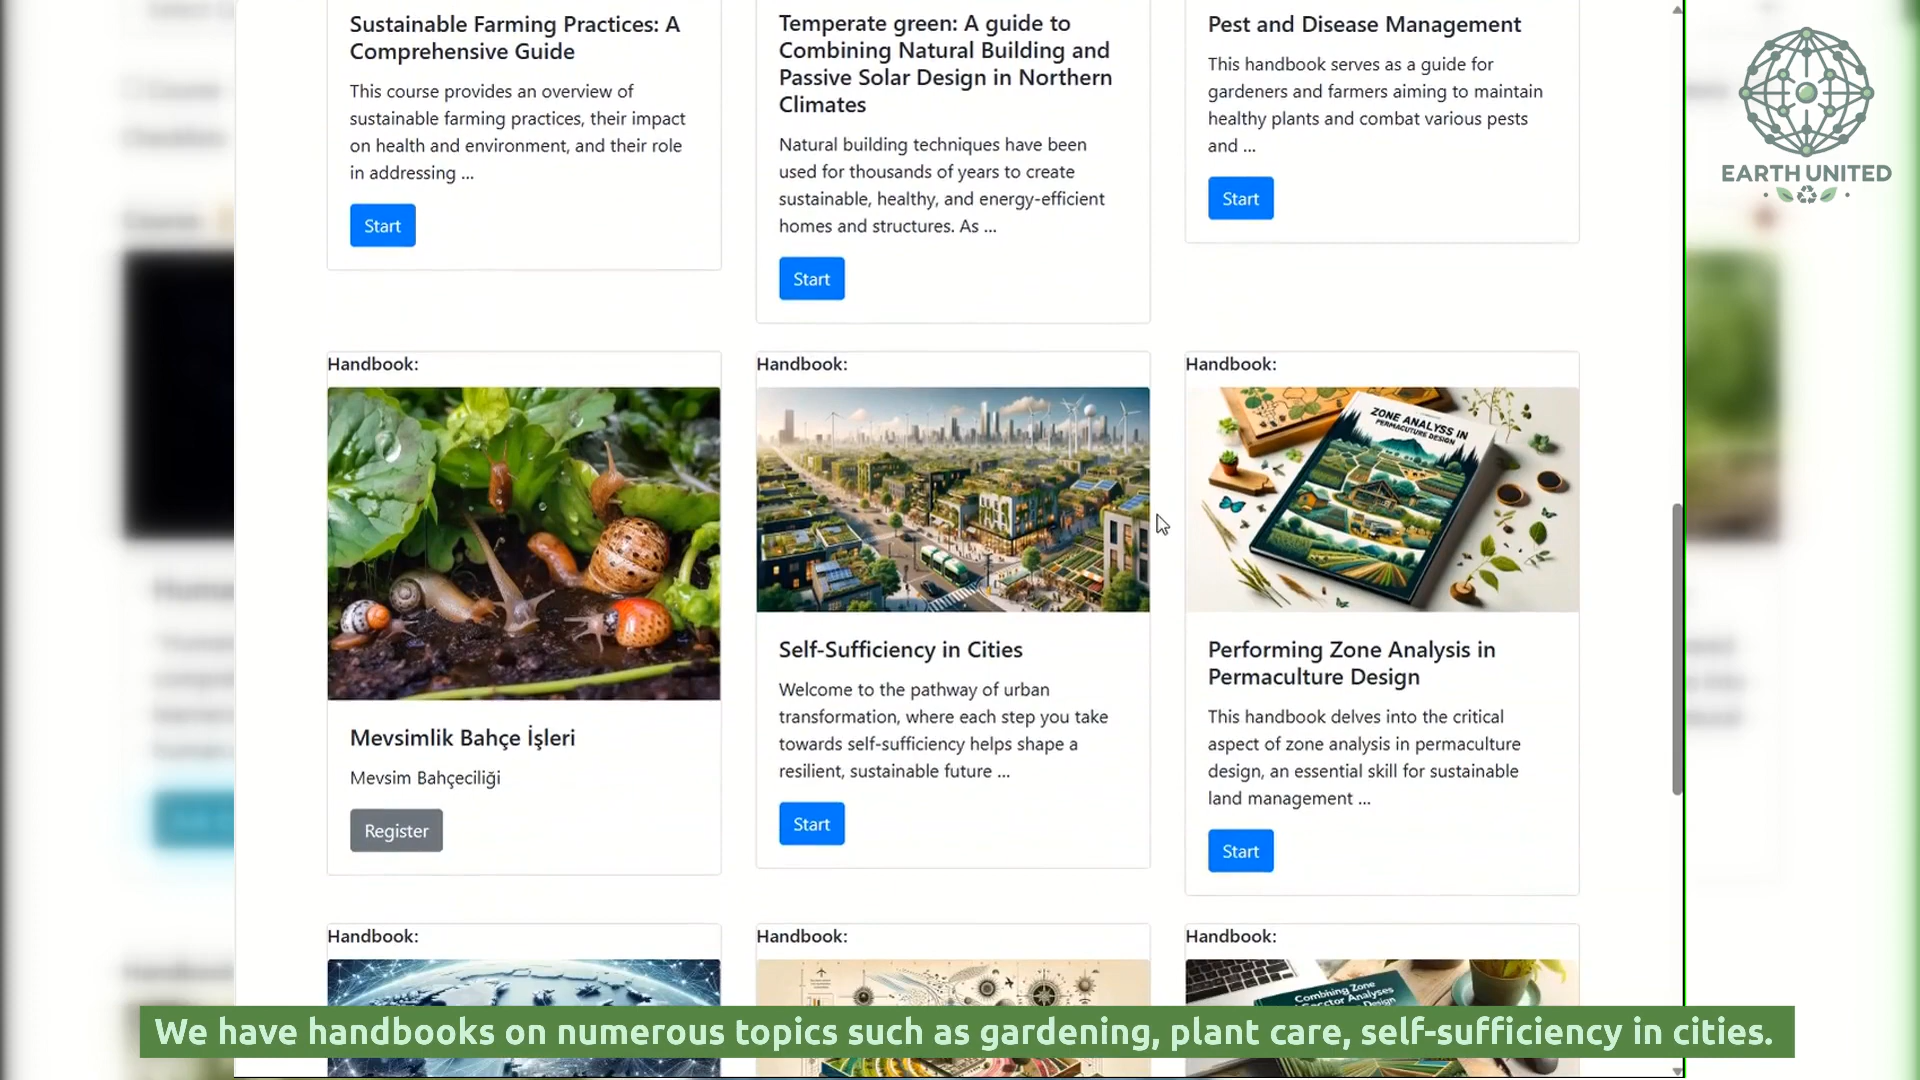 Sustainable Farming Practices: A
Comprehensive Guide
This course provides an overview of
sustainable farming practices, their impact
on health and environment, and their role
in addressing ...
Start
Temperate green: A guide to
Combining Natural Building and
Passive Solar Design in Northern
Climates
Natural building techniques have been
used for thousands of years to create
sustainable, healthy, and energy-efficient
homes and structures. As ...
Start
Pest and Disease Management
This handbook serves as a guide for
gardeners and farmers aiming to maintain
healthy plants and combat various pests
and ...
Start
EARTH UNITED
Handbook:
Mevsimlik Bahçe İşleri
Mevsim Bahçeciliği
Register
Handbook:
Self-Sufficiency in Cities
Welcome to the pathway of urban
transformation, where each step you take
towards self-sufficiency helps shape a
resilient, sustainable future ...
Start
Handbook:
ZONE ANALYSIS IN
PERMACUTURE DESIGN
Performing Zone Analysis in
Permaculture Design
This handbook delves into the critical
aspect of zone analysis in permaculture
design, an essential skill for sustainable
land management ...
Start
Handbook:
Handbook:
Handbook:
Combining Zone
We have handbooks on numerous topics such as gardening, plant care, self-sufficiency in cities.